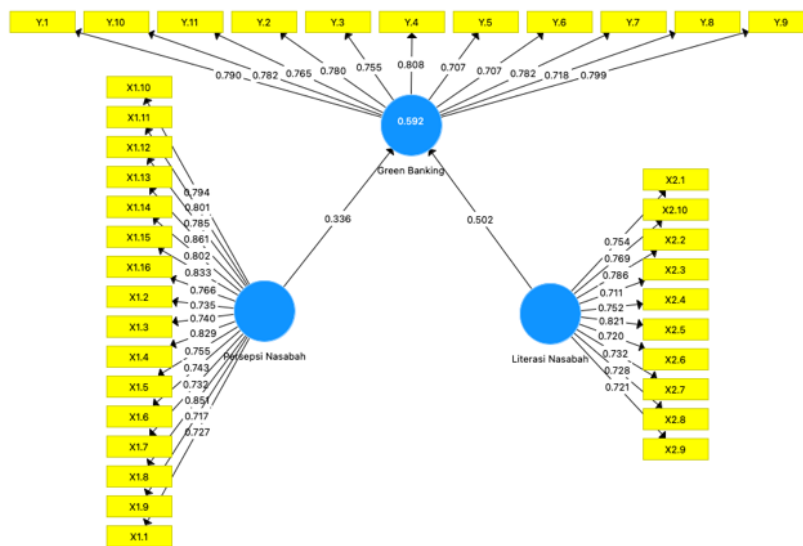 Y.1 Y.10 Y.11 Y.2 Y.3 Y.4 Y.5 Y.6 Y.7 Y.8 Y.9
0.790 0.782 0.765 0.780 0.755 0.808 0.707 0.707 0.782 0.718 0.799
0.592
Green Banking
0.336
0.502
X1.10
X1.11
X1.12
X1.13
X1.14
X1.15
X1.16
X1.2
X1.3
X1.4
X1.5
X1.6
X1.7
X1.8
X1.9
X1.1
0.794
0.801
0.785
0.861
0.802
0.833
0.766
0.735
0.740
0.829
0.755
0.743
0.732
0.851
0.717
0.727
Persepsi Nasabah
Literasi Nasabah
0.754
0.769
0.786
0.711
0.752
0.821
0.720
0.732
0.728
0.721
X2.1
X2.10
X2.2
X2.3
X2.4
X2.5
X2.6
X2.7
X2.8
X2.9